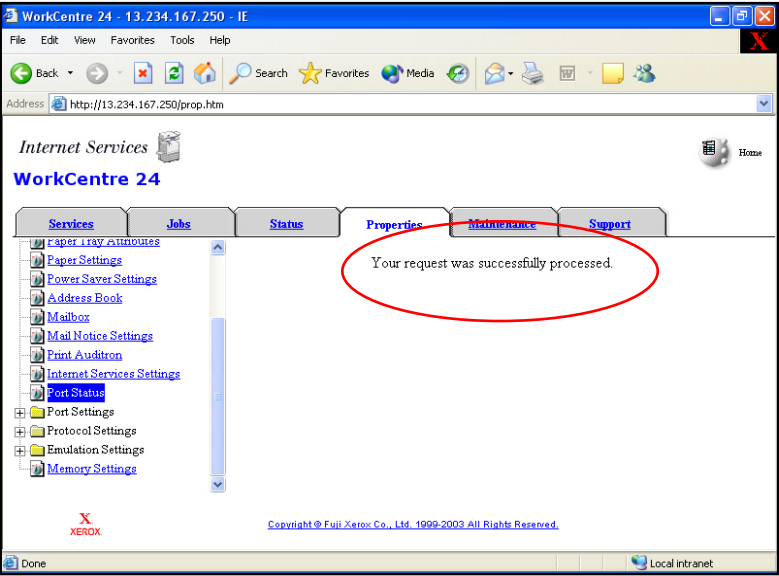 WorkCentre 24 - 13.234.167.250 - IE
File Edit View Favorites Tools Help
X
Back Search Favorites Media W
Address http://13.234.167.250/prop.htm
Internet Services
Home
WorkCentre 24
Services Jobs Status Properties Maintenance Support
Paper Tray Attributes
Your request was successfully processed.
Paper Settings
Power Saver Settings
Address Book
Mailbox
Mail Notice Settings
Print Auditron
Internet Services Settings
Port Status
Port Settings
Protocol Settings
Emulation Settings
Memory Settings
X
XEROX.
Copyright © Fuji Xerox Co., Ltd. 1999-2003 All Rights Reserved.
Done Local intranet